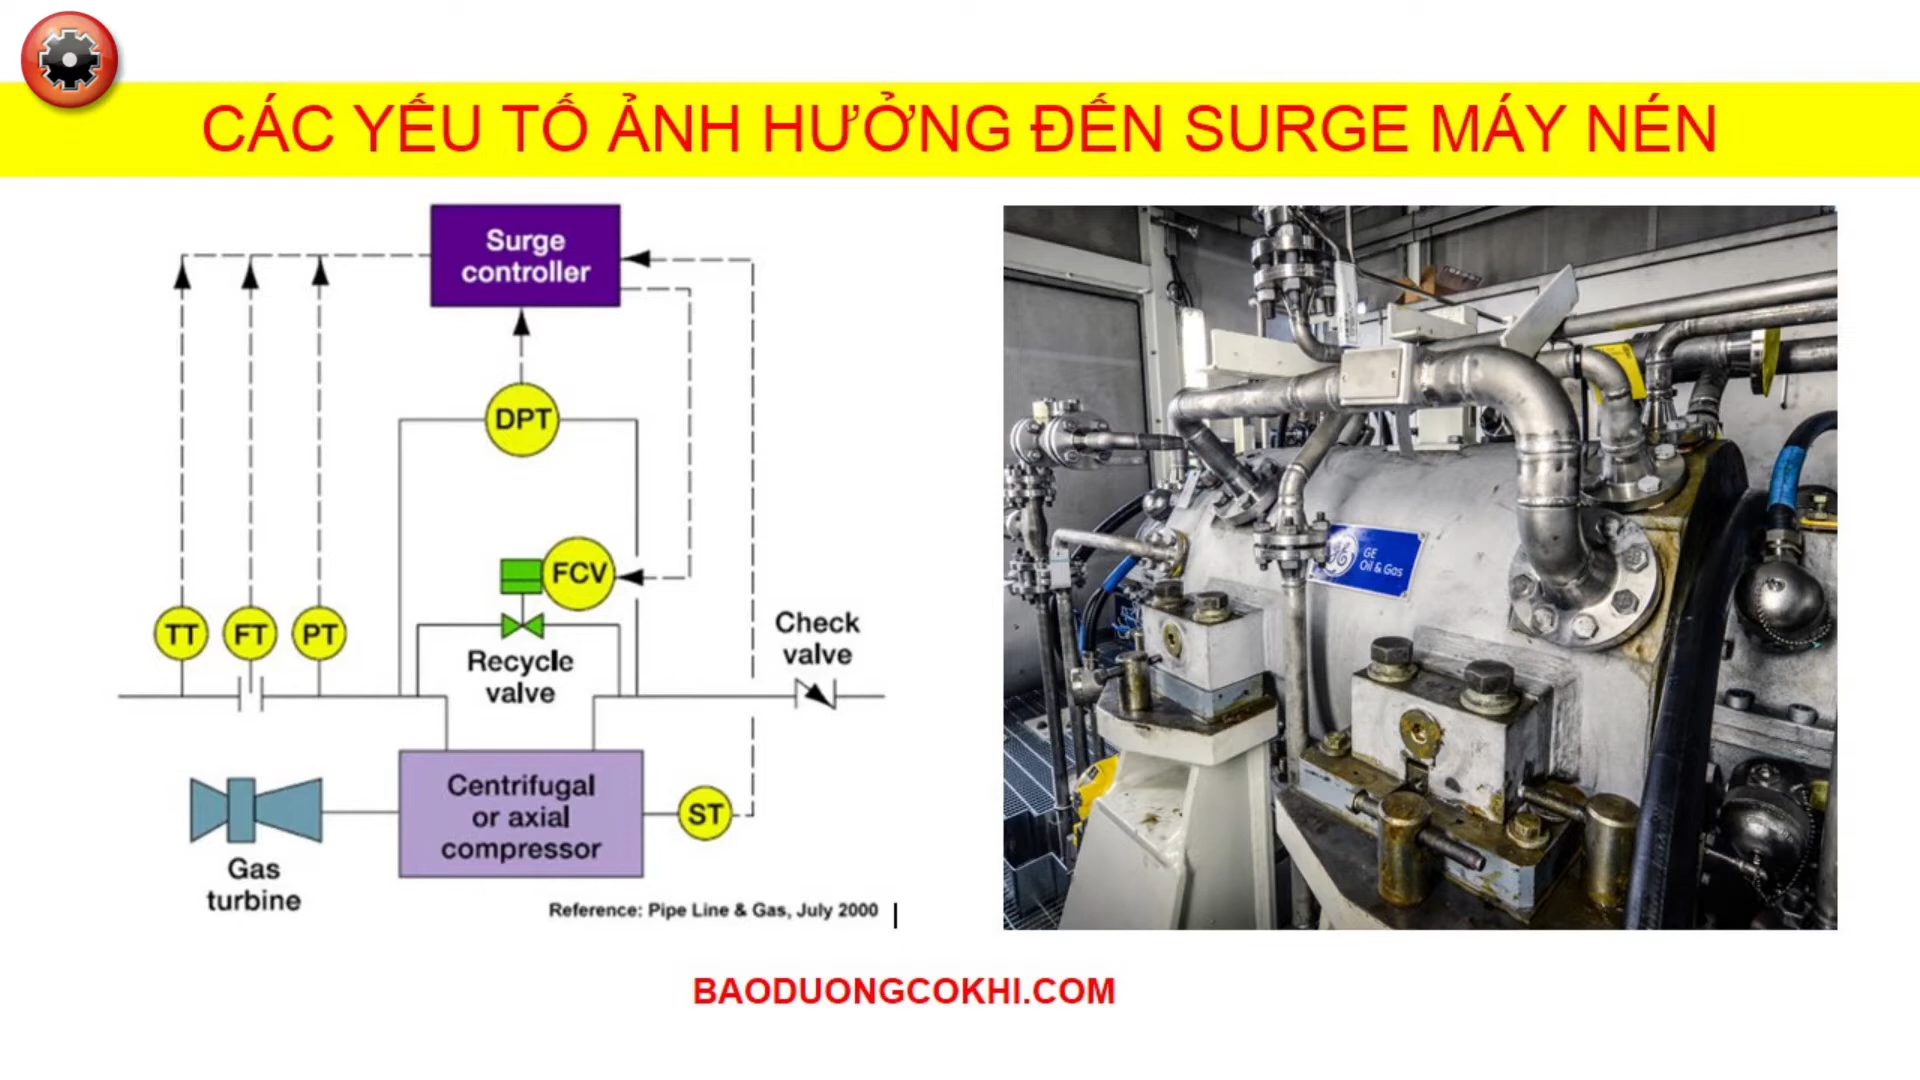 CÁC YẾU TỐ ẢNH HƯỞNG ĐẾN SURGE MÁY NÉN
Surge
controller
DPT
FCV
TT
FT
PT
Recycle
valve
Check
valve
Centrifugal
or axial
compressor
ST
Gas
turbine
Reference: Pipe Line & Gas, July 2000
GE
GE
Oil & Gas
BAODUONGCOKHI.COM